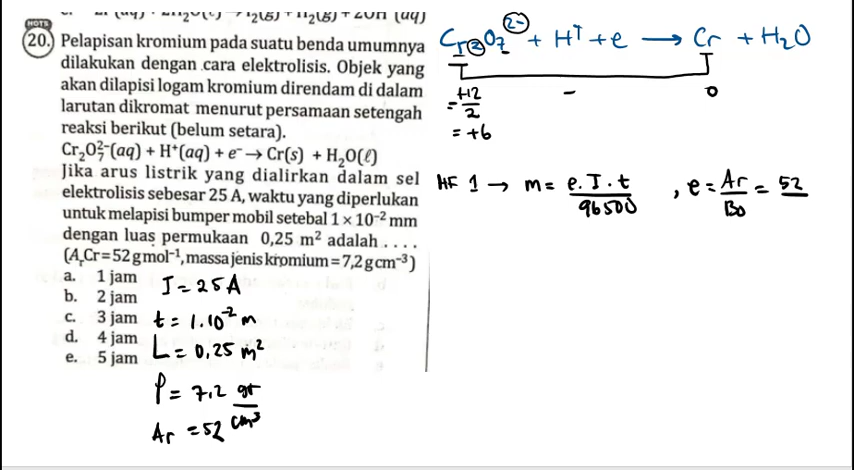 2OH⁻(aq)
HOTS
20. Pelapisan kromium pada suatu benda umumnya
dilakukan dengan cara elektrolisis. Objek yang
akan dilapisi logam kromium direndam di dalam
larutan dikromat menurut persamaan setengah
reaksi berikut (belum setara).
Cr₂O₇²⁻(aq) + H⁺(aq) + e⁻ → Cr(s) + H₂O(ℓ)
Jika arus listrik yang dialirkan dalam sel
elektrolisis sebesar 25 A, waktu yang diperlukan
untuk melapisi bumper mobil setebal 1 × 10⁻² mm
dengan luas permukaan 0,25 m² adalah . . . .
(AᵣCr=52 g mol⁻¹, massa jenis kromium = 7,2 g cm⁻³)
a. 1 jam
b. 2 jam
c. 3 jam
d. 4 jam
e. 5 jam
I = 25 A
t = 1.10⁻² m
L = 0,25 m²
ρ = 7,2 gr/cm³
Ar = 52
Cr₂O₇²⁻ + H⁺ + e → Cr + H₂O
= +12/2 - 0
= +6
HF 1 → m = e.I.t/96500 , e = Ar/Bo = 52